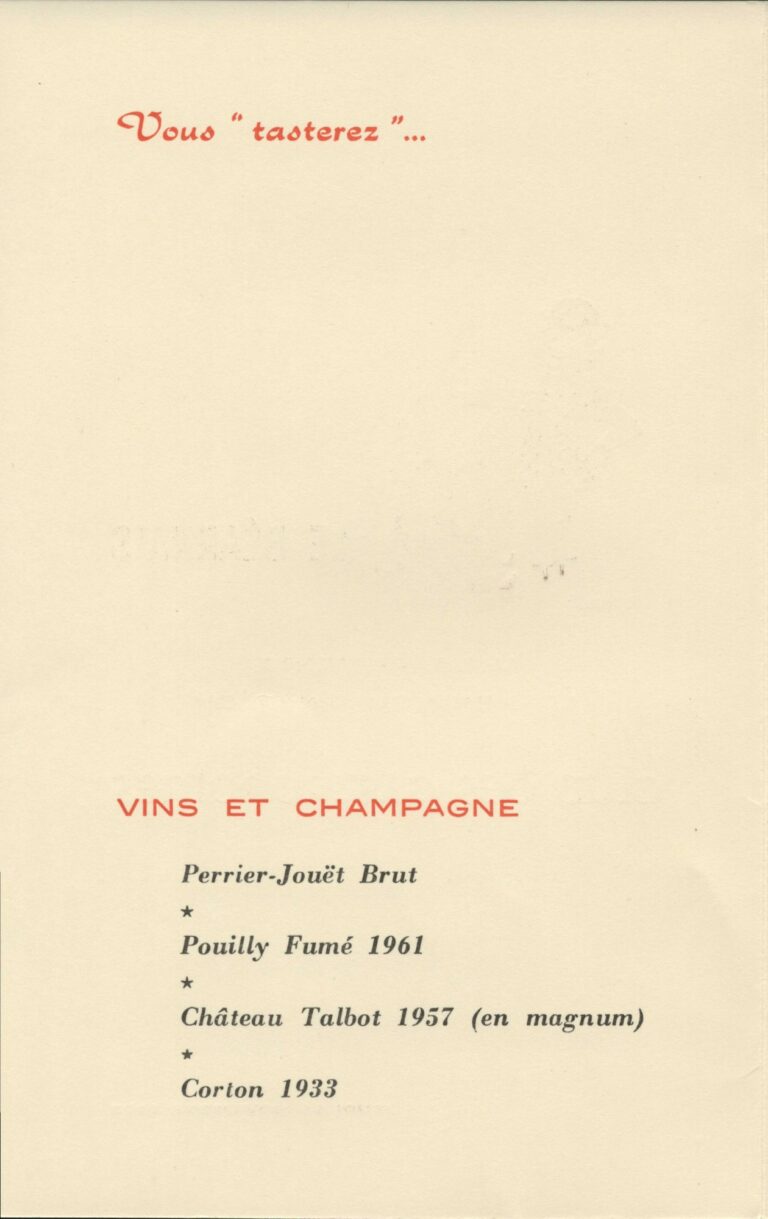 Vous " tasterez "...
VINS ET CHAMPAGNE
Perrier-Jouët Brut
★
Pouilly Fumé 1961
★
Château Talbot 1957 (en magnum)
★
Corton 1933